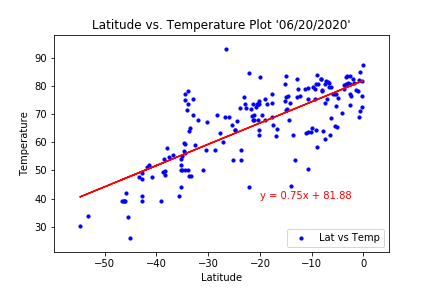 Latitude vs. Temperature Plot '06/20/2020'
90
80
70
60
50
40
30
Temperature
y = 0.75x + 81.88
Lat vs Temp
−50 −40 −30 −20 −10 0
Latitude